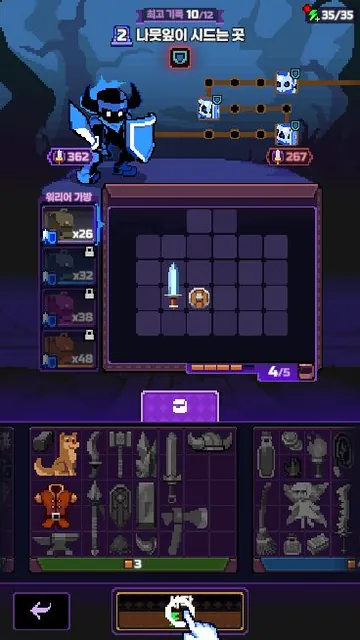 최고 기록 10/12
35/35
2 나뭇잎이 시드는 곳
362
267
워리어 가방
x26
x32
x38
x48
4/5
3